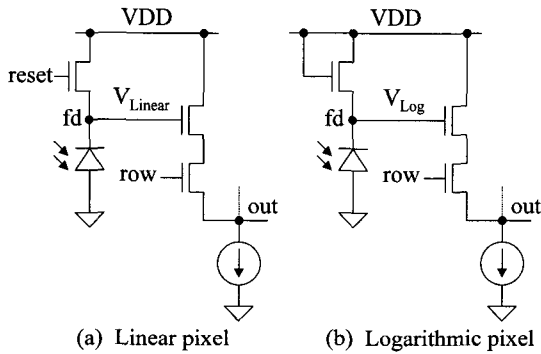 VDD
VDD
reset
V_Linear
V_Log
fd
fd
row
row
out
out
(a) Linear pixel
(b) Logarithmic pixel